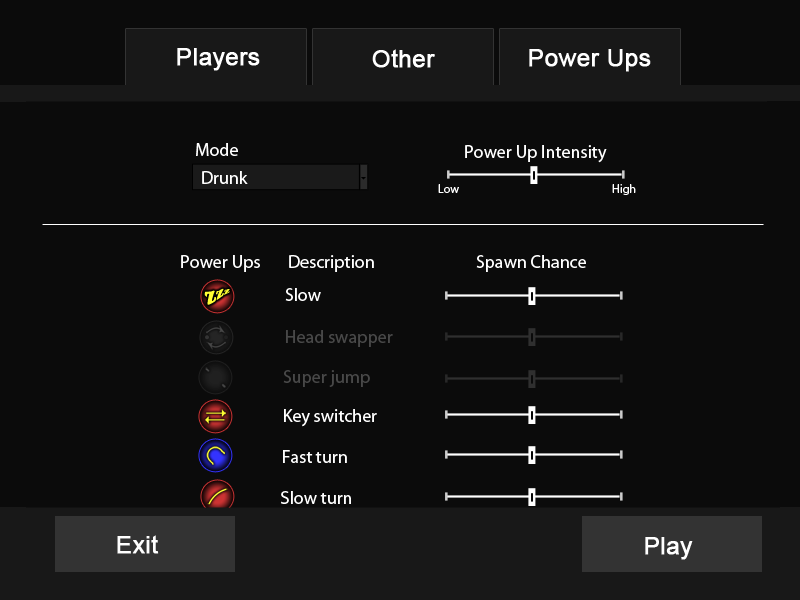 Players
Other
Power Ups
Mode
Power Up Intensity
Drunk
Low
High
Power Ups
Description
Spawn Chance
Zzz
Slow
Head swapper
Super jump
Key switcher
Fast turn
Slow turn
Exit
Play